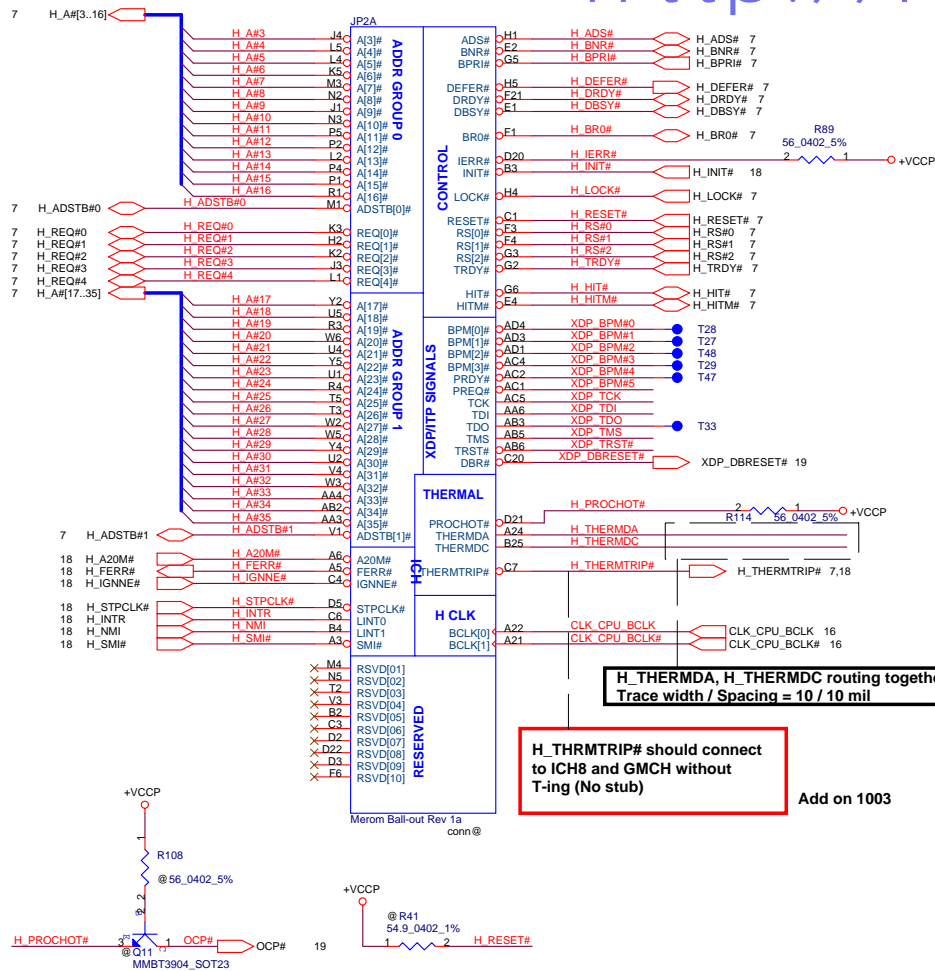 JP2A
7 H_A#[3..16]
H_A#3 J4 A[3]#
H_A#4 L5 A[4]#
H_A#5 L4 A[5]#
H_A#6 K5 A[6]#
H_A#7 M3 A[7]#
H_A#8 N2 A[8]#
H_A#9 J1 A[9]#
H_A#10 N3 A[10]#
H_A#11 P5 A[11]#
H_A#12 P2 A[12]#
H_A#13 L2 A[13]#
H_A#14 P4 A[14]#
H_A#15 P1 A[15]#
H_A#16 R1 A[16]#
7 H_ADSTB#0 H_ADSTB#0 M1 ADSTB[0]#
ADDR GROUP 0
7 H_REQ#0 H_REQ#0 K3 REQ[0]#
7 H_REQ#1 H_REQ#1 H2 REQ[1]#
7 H_REQ#2 H_REQ#2 K2 REQ[2]#
7 H_REQ#3 H_REQ#3 J3 REQ[3]#
7 H_REQ#4 H_REQ#4 L1 REQ[4]#
7 H_A#[17..35]
H_A#17 Y2 A[17]#
H_A#18 U5 A[18]#
H_A#19 R3 A[19]#
H_A#20 W6 A[20]#
H_A#21 U4 A[21]#
H_A#22 Y5 A[22]#
H_A#23 U1 A[23]#
H_A#24 R4 A[24]#
H_A#25 T5 A[25]#
H_A#26 T3 A[26]#
H_A#27 W2 A[27]#
H_A#28 W5 A[28]#
H_A#29 Y4 A[29]#
H_A#30 U2 A[30]#
H_A#31 V4 A[31]#
H_A#32 W3 A[32]#
H_A#33 AA4 A[33]#
H_A#34 AB2 A[34]#
H_A#35 AA3 A[35]#
7 H_ADSTB#1 H_ADSTB#1 V1 ADSTB[1]#
ADDR GROUP 1
18 H_A20M# H_A20M# A6 A20M#
18 H_FERR# H_FERR# A5 FERR#
18 H_IGNNE# H_IGNNE# C4 IGNNE#
ICH
18 H_STPCLK# H_STPCLK# D5 STPCLK#
18 H_INTR H_INTR C6 LINT0
18 H_NMI H_NMI B4 LINT1
18 H_SMI# H_SMI# A3 SMI#
M4 RSVD[01]
N5 RSVD[02]
T2 RSVD[03]
V3 RSVD[04]
B2 RSVD[05]
C3 RSVD[06]
D2 RSVD[07]
D22 RSVD[08]
D3 RSVD[09]
F6 RSVD[10]
RESERVED
Merom Ball-out Rev 1a
conn@
CONTROL
ADS# H1 H_ADS# H_ADS# 7
BNR# E2 H_BNR# H_BNR# 7
BPRI# G5 H_BPRI# H_BPRI# 7
DEFER# H5 H_DEFER# H_DEFER# 7
DRDY# F21 H_DRDY# H_DRDY# 7
DBSY# E1 H_DBSY# H_DBSY# 7
BR0# F1 H_BR0# H_BR0# 7
R89
56_0402_5%
IERR# D20 H_IERR# 2 1 +VCCP
INIT# B3 H_INIT# H_INIT# 18
LOCK# H4 H_LOCK# H_LOCK# 7
RESET# C1 H_RESET# H_RESET# 7
RS[0]# F3 H_RS#0 H_RS#0 7
RS[1]# F4 H_RS#1 H_RS#1 7
RS[2]# G3 H_RS#2 H_RS#2 7
TRDY# G2 H_TRDY# H_TRDY# 7
HIT# G6 H_HIT# H_HIT# 7
HITM# E4 H_HITM# H_HITM# 7
XDP/ITP SIGNALS
BPM[0]# AD4 XDP_BPM#0 T28
BPM[1]# AD3 XDP_BPM#1 T27
BPM[2]# AD1 XDP_BPM#2 T48
BPM[3]# AC4 XDP_BPM#3 T29
PRDY# AC2 XDP_BPM#4 T47
PREQ# AC1 XDP_BPM#5
TCK AC5 XDP_TCK
TDI AA6 XDP_TDI
TDO AB3 XDP_TDO T33
TMS AB5 XDP_TMS
TRST# AB6 XDP_TRST#
DBR# C20 XDP_DBRESET# XDP_DBRESET# 19
THERMAL
PROCHOT# D21 H_PROCHOT# 2 1 +VCCP
R114 56_0402_5%
THERMDA A24 H_THERMDA
THERMDC B25 H_THERMDC
THERMTRIP# C7 H_THERMTRIP# H_THERMTRIP# 7,18
H CLK
BCLK[0] A22 CLK_CPU_BCLK CLK_CPU_BCLK 16
BCLK[1] A21 CLK_CPU_BCLK# CLK_CPU_BCLK# 16
H_THERMDA, H_THERMDC routing togethe
Trace width / Spacing = 10 / 10 mil
H_THRMTRIP# should connect
to ICH8 and GMCH without
T-ing (No stub)
Add on 1003
+VCCP
1
R108
@56_0402_5%
2
2
B
E
C
H_PROCHOT# 3 1 OCP# OCP# 19
@Q11
MMBT3904_SOT23
+VCCP
@R41
54.9_0402_1%
1 2 H_RESET#